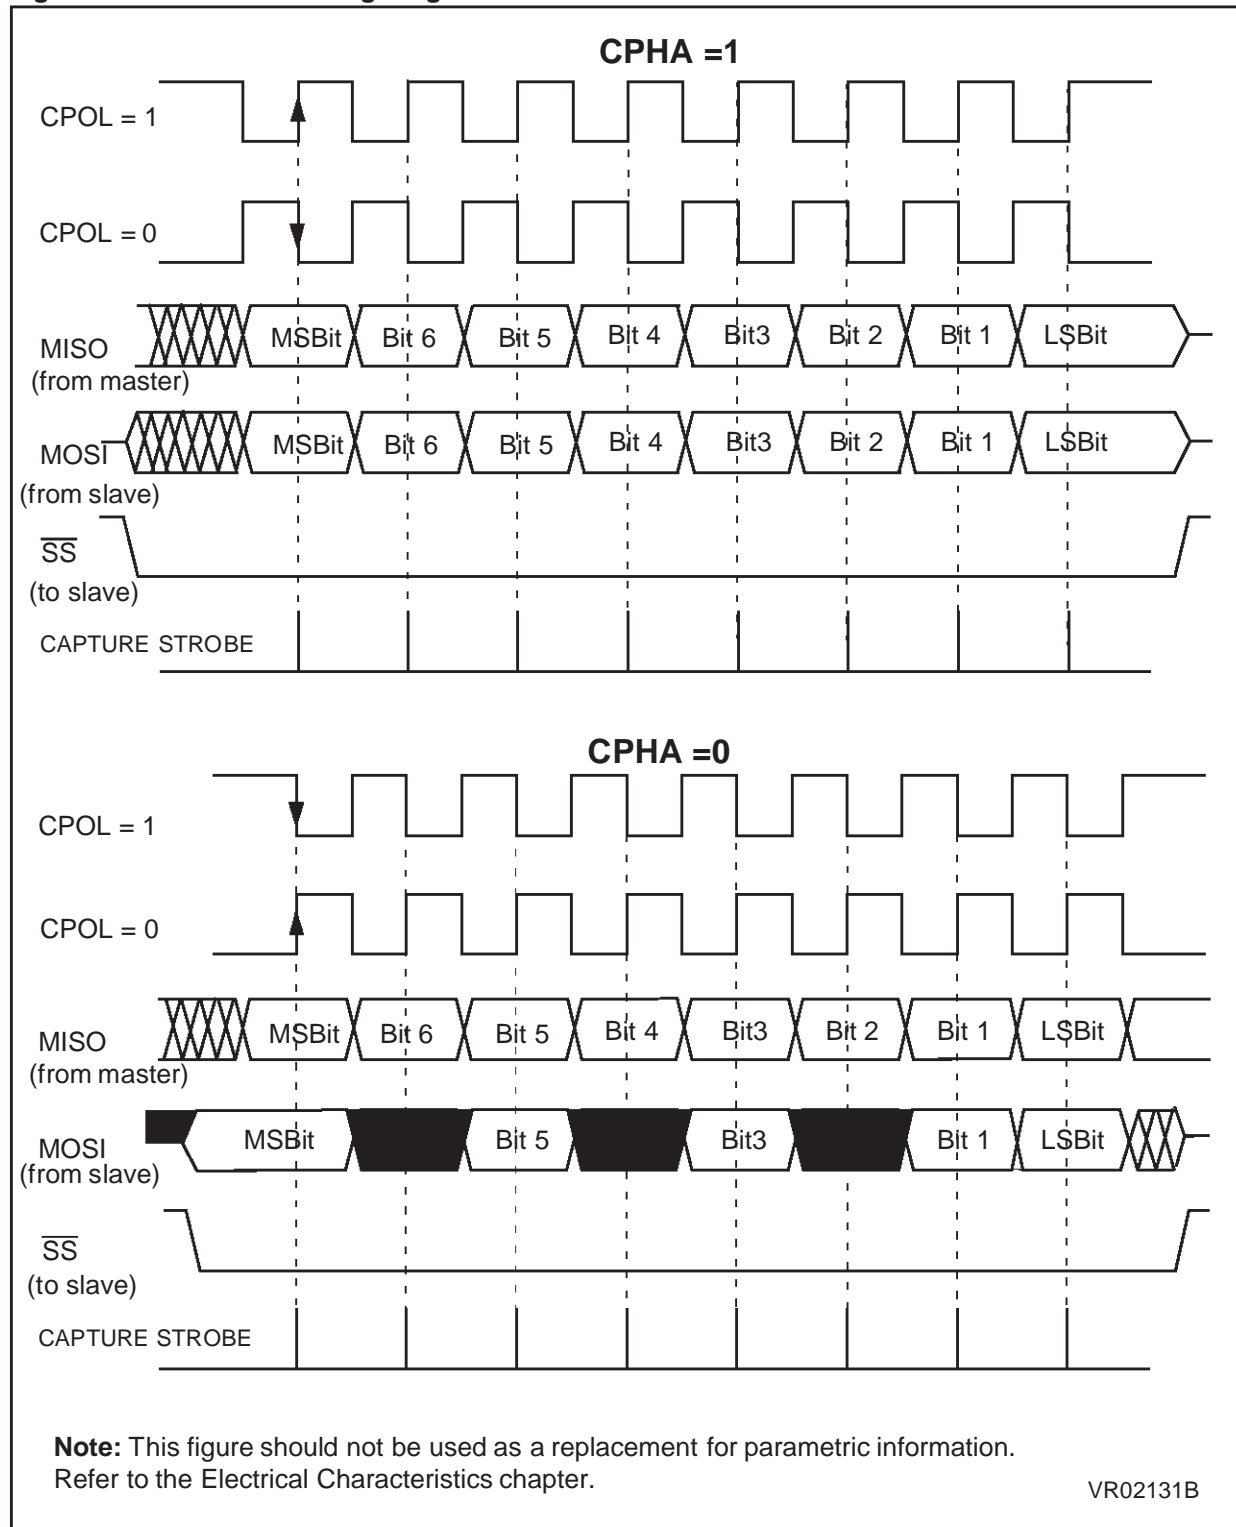 CPHA =1
CPOL = 1
CPOL = 0
MISO
(from master)
MSBit Bit 6 Bit 5 Bit 4 Bit3 Bit 2 Bit 1 LSBit
MOSI
(from slave)
MSBit Bit 6 Bit 5 Bit 4 Bit3 Bit 2 Bit 1 LSBit
SS
(to slave)
CAPTURE STROBE
CPHA =0
CPOL = 1
CPOL = 0
MISO
(from master)
MSBit Bit 6 Bit 5 Bit 4 Bit3 Bit 2 Bit 1 LSBit
MOSI
(from slave)
MSBit Bit 5 Bit3 Bit 1 LSBit
SS
(to slave)
CAPTURE STROBE
Note: This figure should not be used as a replacement for parametric information.
Refer to the Electrical Characteristics chapter.
VR02131B